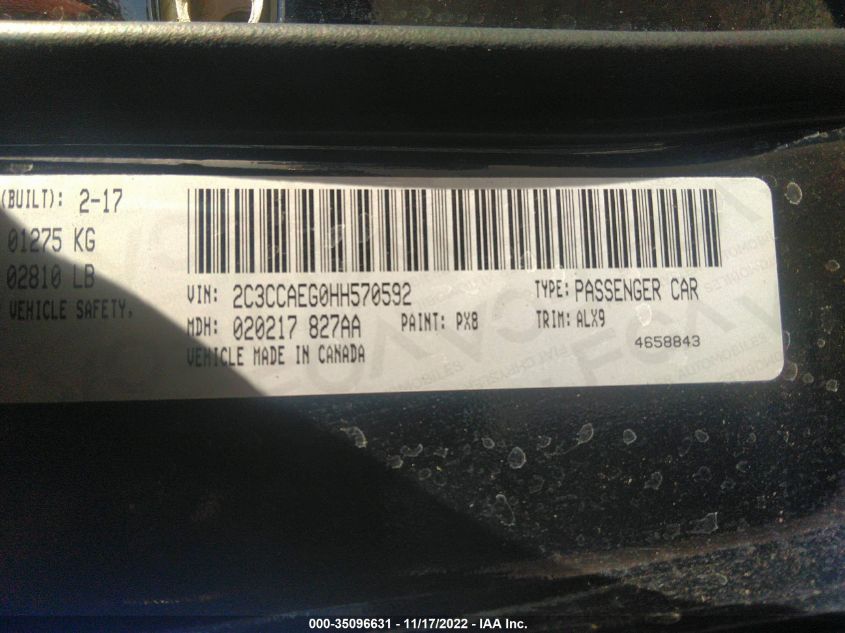 (BUILT): 2-17
01275 KG
02810 LB
VEHICLE SAFETY,
VIN: 2C3CCAEG0HH570592 TYPE: PASSENGER CAR
MDH: 020217 827AA PAINT: PX8 TRIM: ALX9
VEHICLE MADE IN CANADA
4658843
000-35096631 - 11/17/2022 - IAA Inc.